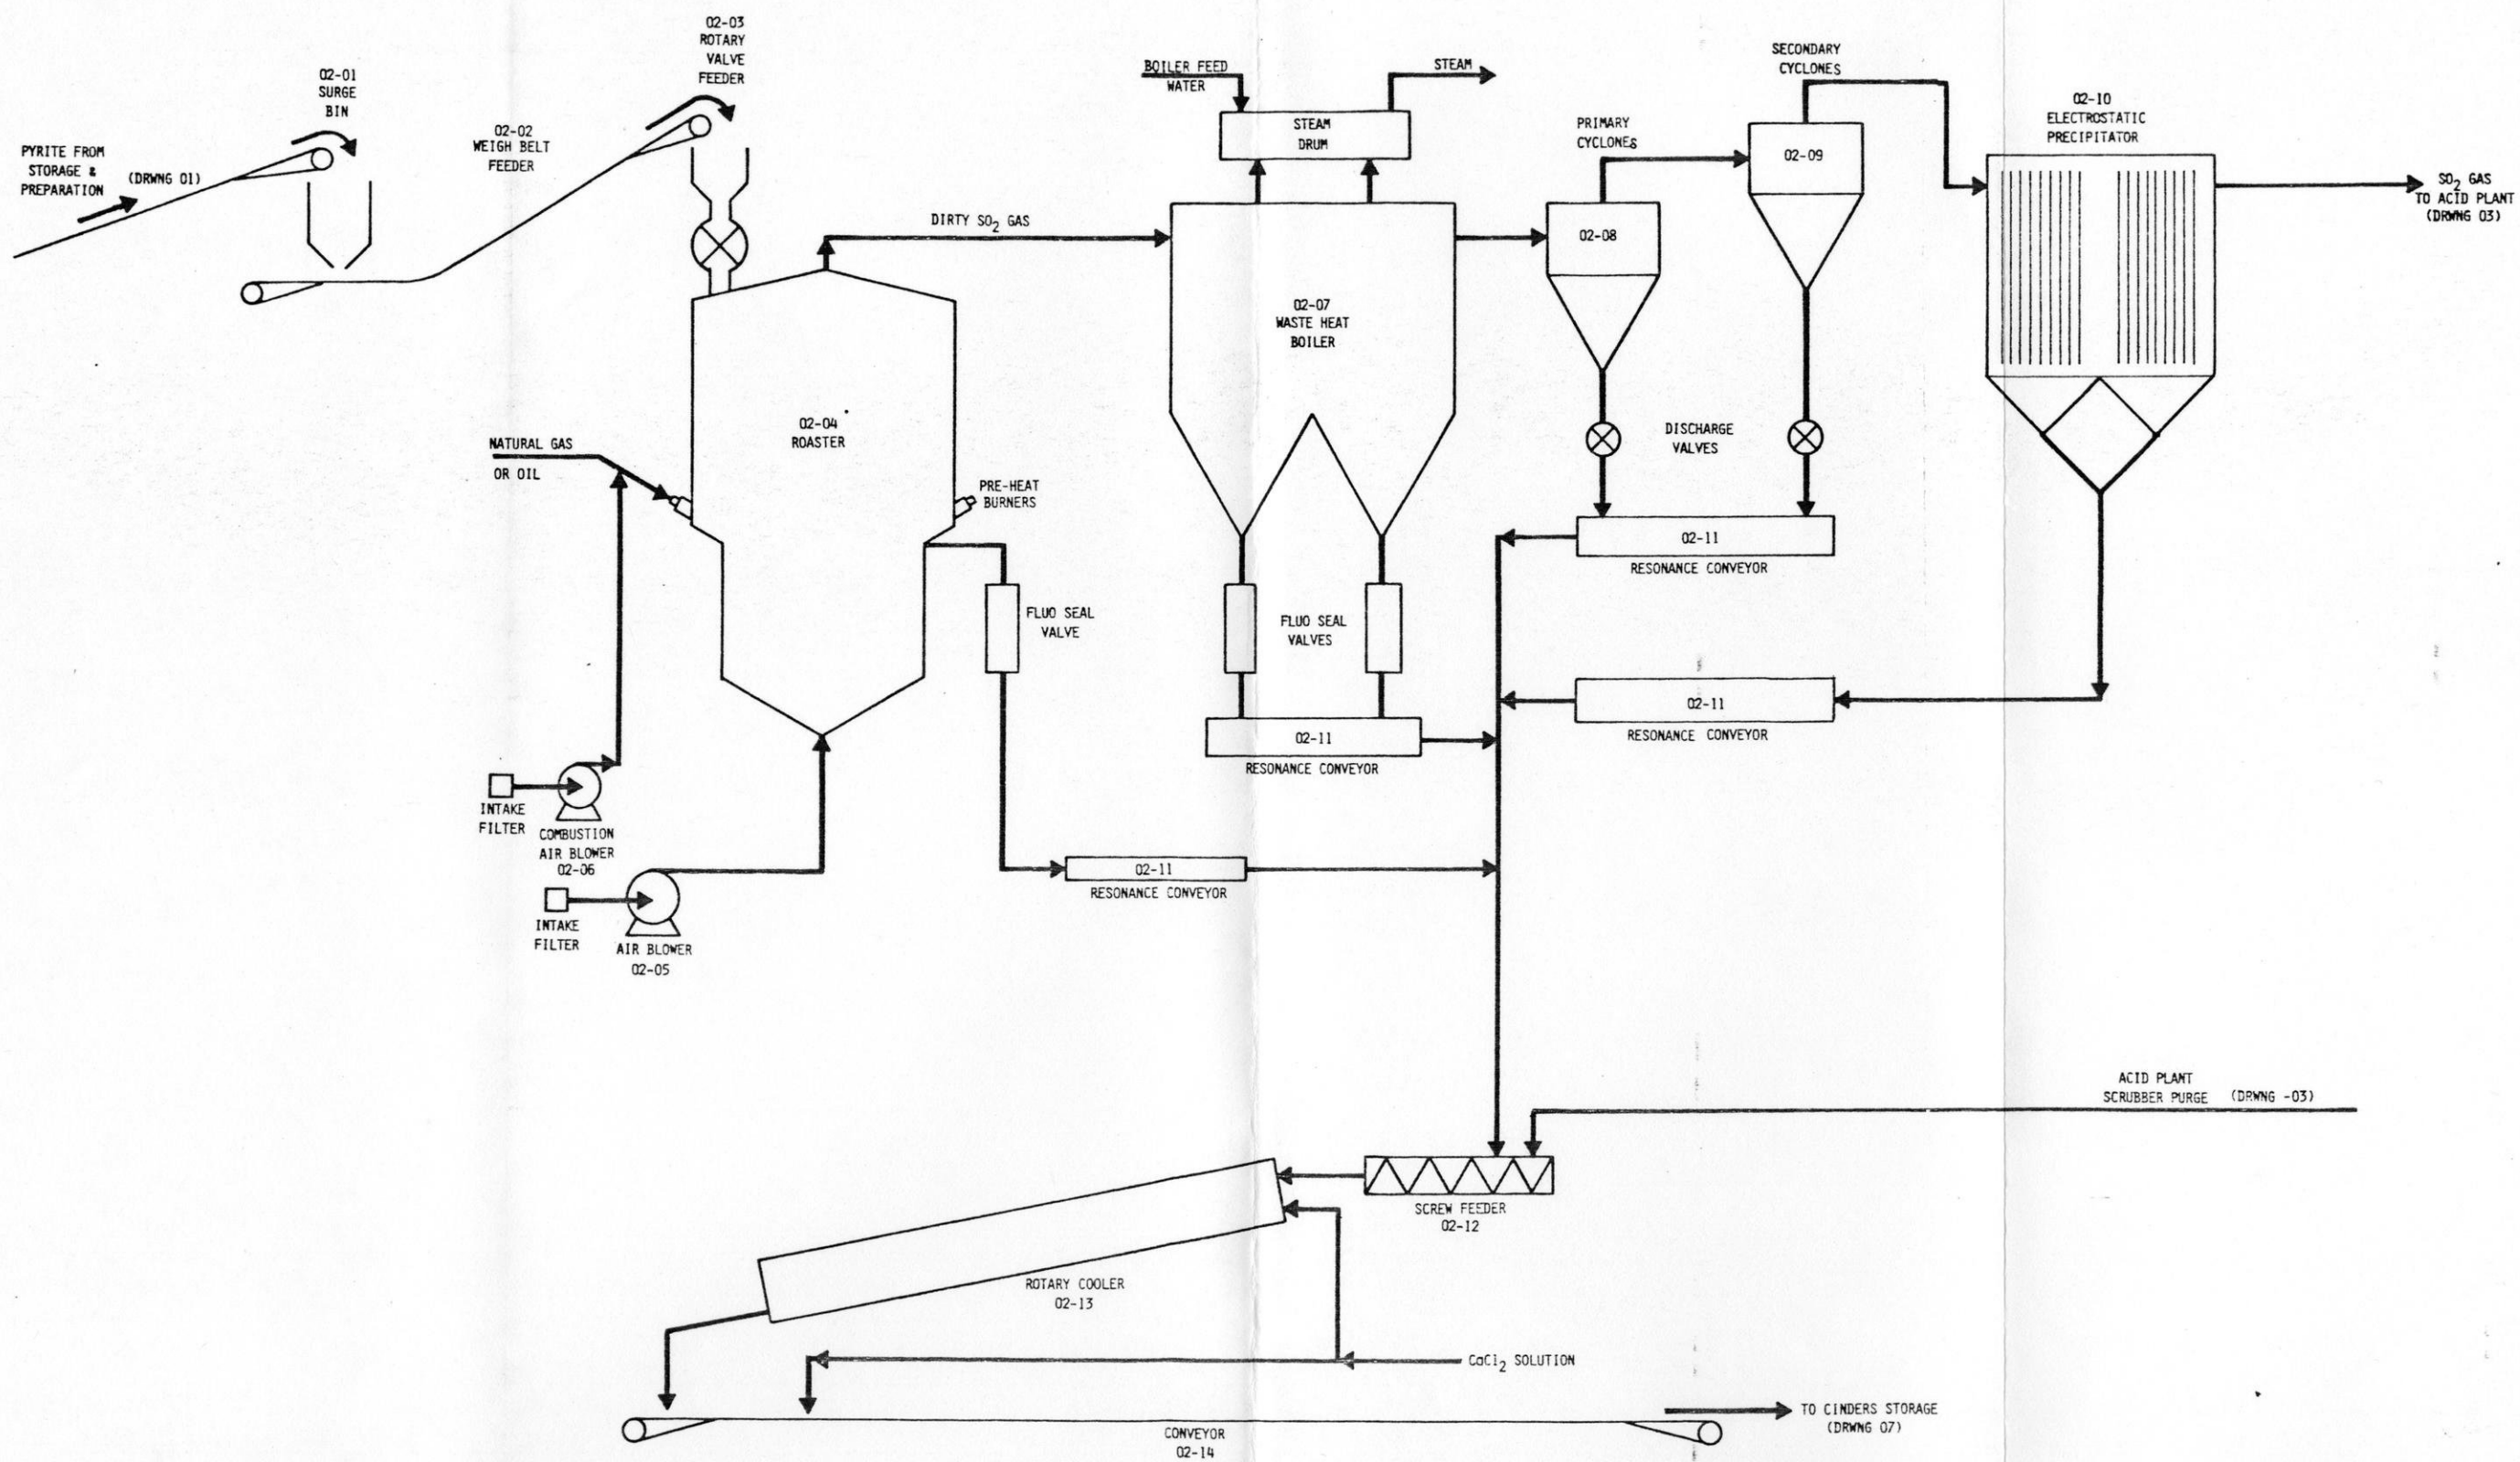 02-01
SURGE
BIN
PYRITE FROM
STORAGE &
PREPARATION
(DRWNG 01)
02-02
WEIGH BELT
FEEDER
02-03
ROTARY
VALVE
FEEDER
DIRTY SO2 GAS
BOILER FEED
WATER
STEAM
STEAM
DRUM
PRIMARY
CYCLONES
SECONDARY
CYCLONES
02-08
02-09
02-10
ELECTROSTATIC
PRECIPITATOR
SO2 GAS
TO ACID PLANT
(DRWNG 03)
02-07
WASTE HEAT
BOILER
02-04
ROASTER
NATURAL GAS
OR OIL
PRE-HEAT
BURNERS
DISCHARGE
VALVES
02-11
RESONANCE CONVEYOR
FLUO SEAL
VALVE
FLUO SEAL
VALVES
02-11
RESONANCE CONVEYOR
02-11
RESONANCE CONVEYOR
INTAKE
FILTER
COMBUSTION
AIR BLOWER
02-06
02-11
RESONANCE CONVEYOR
INTAKE
FILTER
AIR BLOWER
02-05
ACID PLANT
SCRUBBER PURGE (DRWNG -03)
SCREW FEEDER
02-12
ROTARY COOLER
02-13
CaCl2 SOLUTION
TO CINDERS STORAGE
(DRWNG 07)
CONVEYOR
02-14